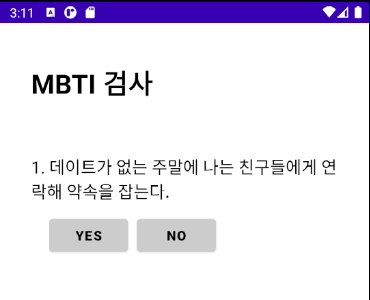 3:11
MBTI 검사
1. 데이트가 없는 주말에 나는 친구들에게 연
락해 약속을 잡는다.
YES NO